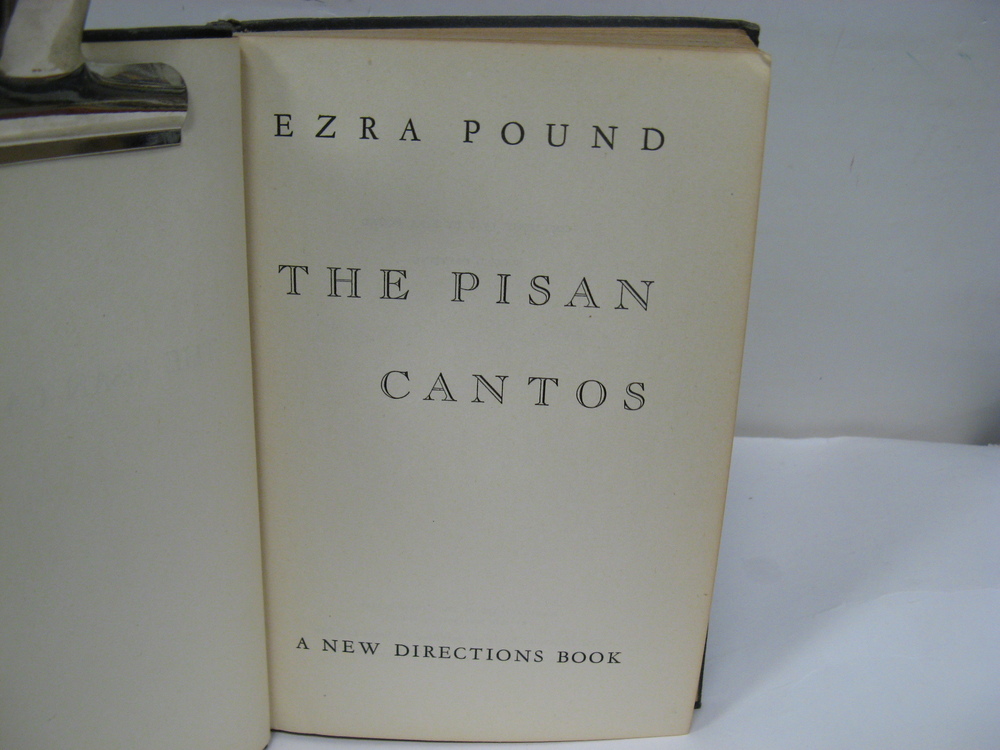 EZRA POUND
THE PISAN
CANTOS
A NEW DIRECTIONS BOOK